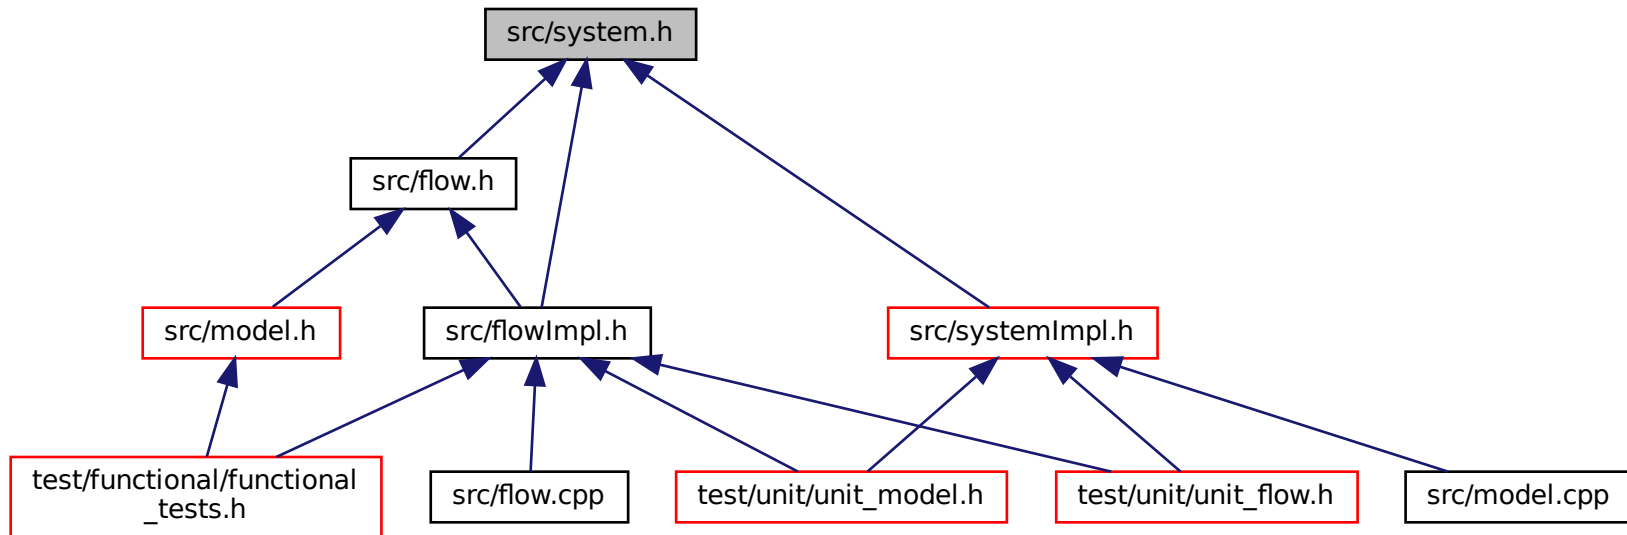 src/system.h
src/flow.h
src/model.h
src/flowImpl.h
src/systemImpl.h
test/functional/functional
_tests.h
src/flow.cpp
test/unit/unit_model.h
test/unit/unit_flow.h
src/model.cpp